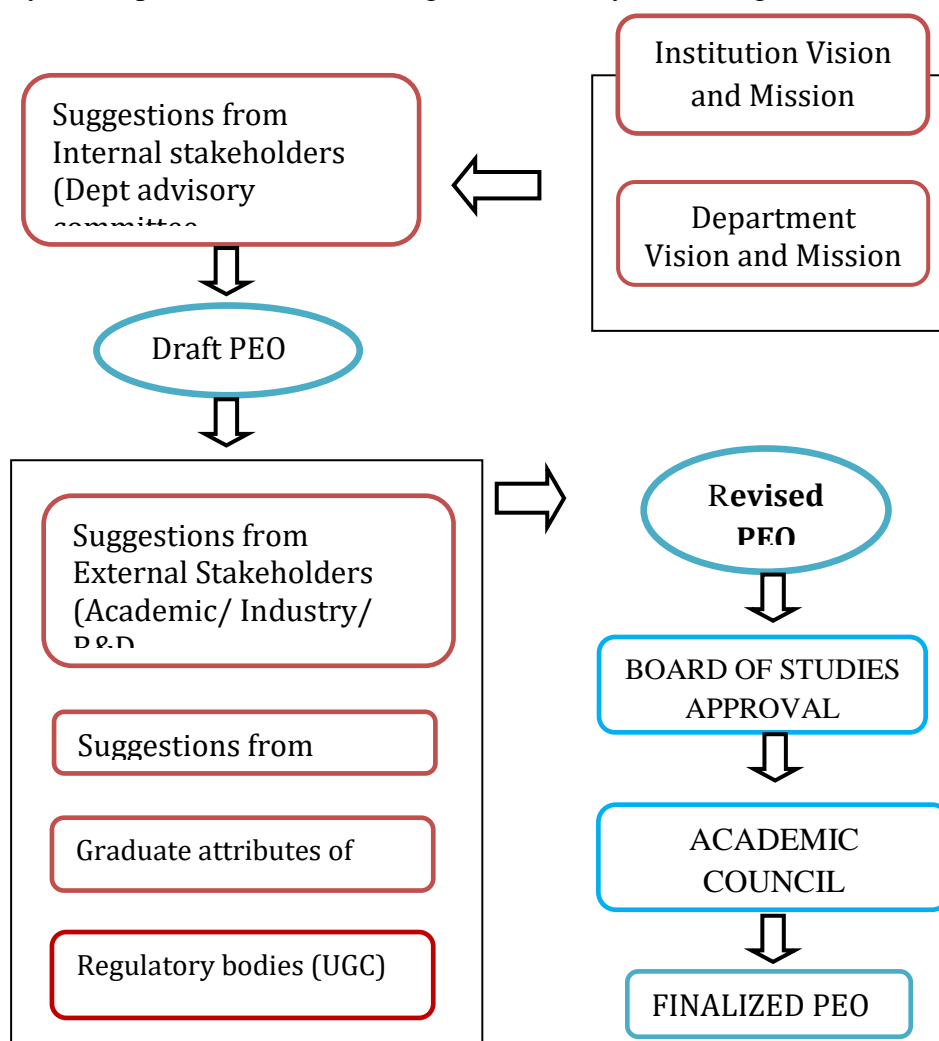 Institution Vision
and Mission
Suggestions from
Internal stakeholders
(Dept advisory
committee
Department
Vision and Mission
Draft PEO
Suggestions from
External Stakeholders
(Academic/ Industry/
R&D
Revised
PEO
BOARD OF STUDIES
APPROVAL
Suggestions from
ACADEMIC
COUNCIL
Graduate attributes of
Regulatory bodies (UGC)
FINALIZED PEO